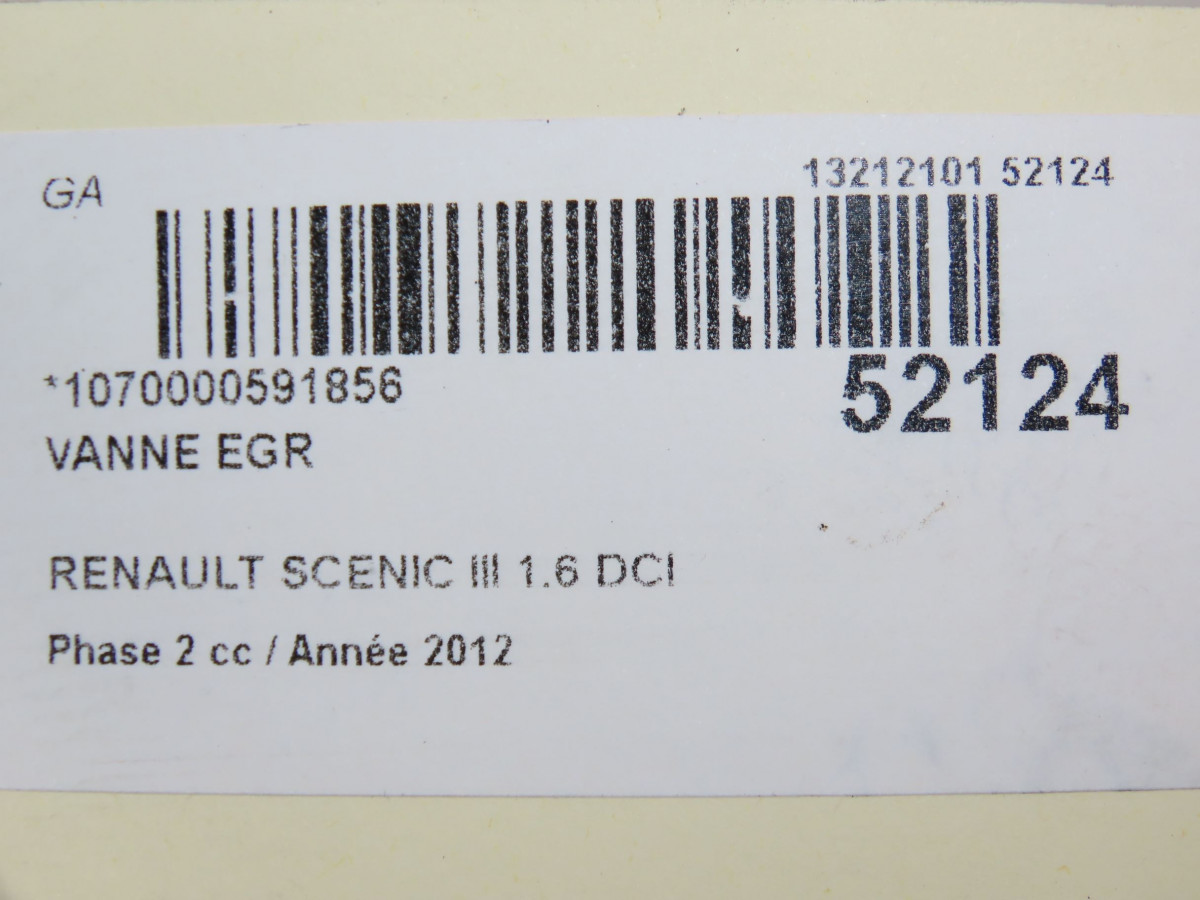 GA
13212101 52124
*1070000591856
52124
VANNE EGR
RENAULT SCENIC III 1.6 DCI
Phase 2 cc / Année 2012